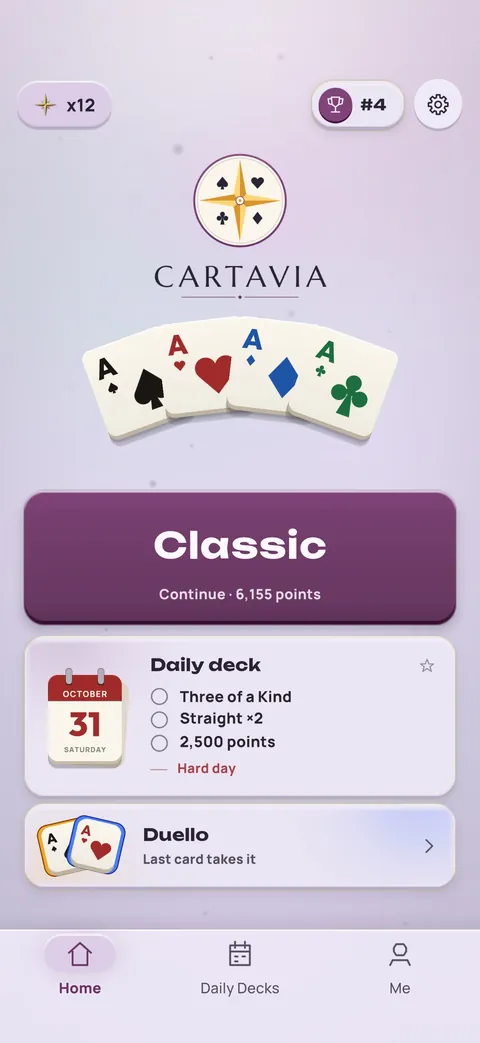 x12
#4
CARTAVIA
A
A
A
A
Classic
Continue · 6,155 points
Daily deck
OCTOBER
31
SATURDAY
Three of a Kind
Straight ×2
2,500 points
Hard day
A
A
Duello
Last card takes it
Home
Daily Decks
Me